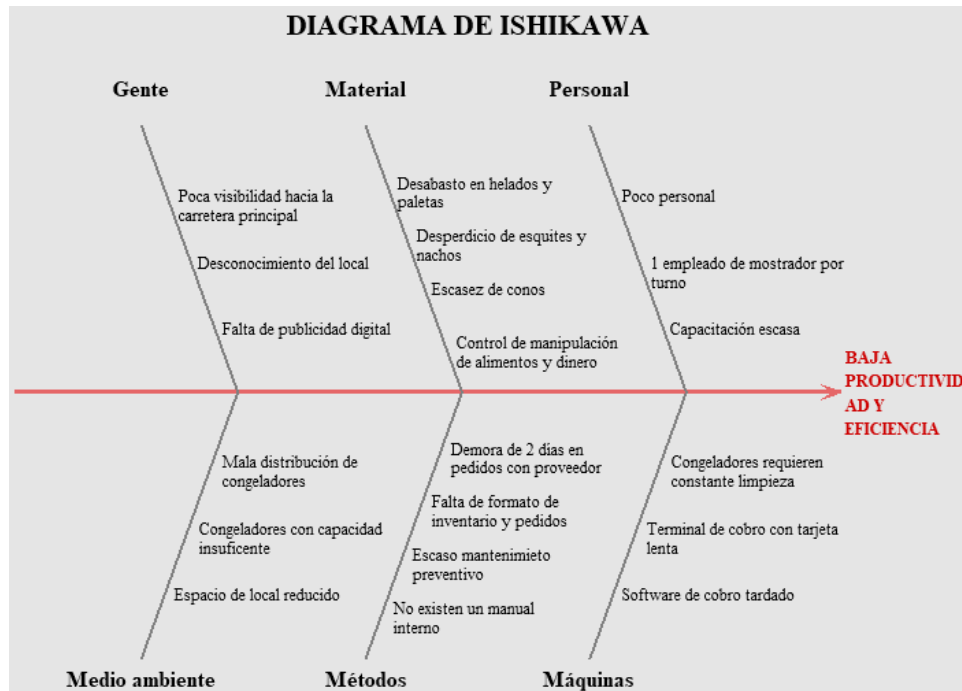 DIAGRAMA DE ISHIKAWA
Gente
Material
Personal
Poca visibilidad hacia la
carretera principal
Desconocimiento del local
Falta de publicidad digital
Desabasto en helados y
paletas
Desperdicio de esquites y
nachos
Escasez de conos
Control de manipulación
de alimentos y dinero
Poco personal
1 empleado de mostrador por
turno
Capacitación escasa
BAJA
PRODUCTIVID
AD Y
EFICIENCIA
Mala distribución de
congeladores
Congeladores con capacidad
insuficente
Espacio de local reducido
Demora de 2 días en
pedidos con proveedor
Falta de formato de
inventario y pedidos
Escaso mantenimieto
preventivo
No existen un manual
interno
Congeladores requieren
constante limpieza
Terminal de cobro con tarjeta
lenta
Software de cobro tardado
Medio ambiente
Métodos
Máquinas